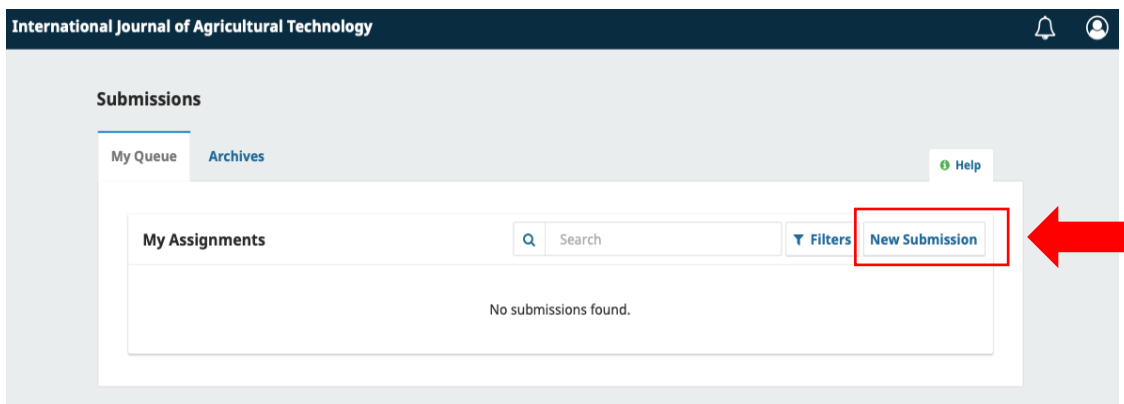 International Journal of Agricultural Technology
Submissions
My Queue Archives
Help
My Assignments Search Filters New Submission
No submissions found.